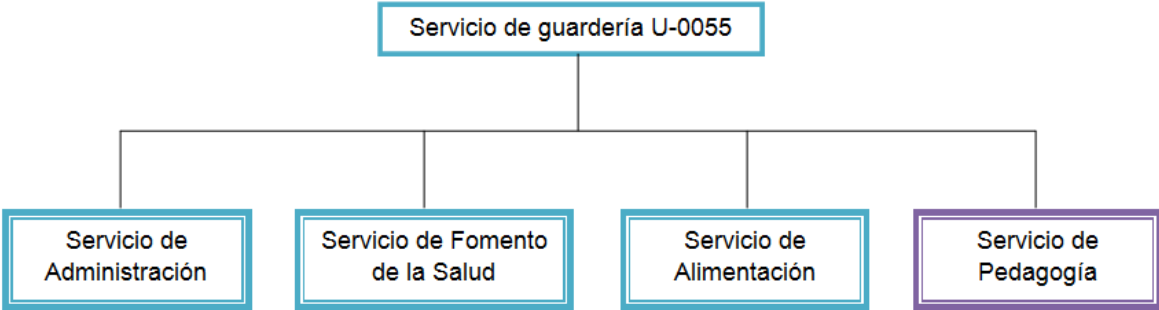 Servicio de guardería U-0055
Servicio de
Administración
Servicio de Fomento
de la Salud
Servicio de
Alimentación
Servicio de
Pedagogía